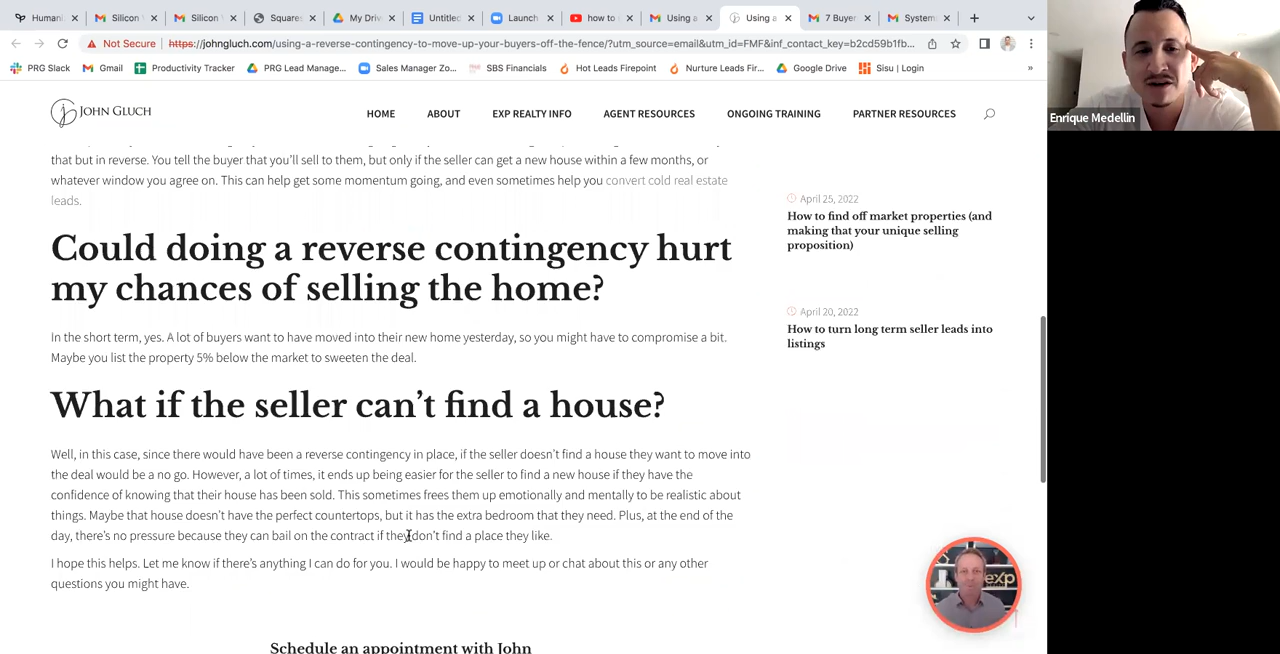 Humani
Silicon
Silicon
Squares
My Driv
Untitled
Launch
how to
Using a
Using a
7 Buyer
System
Not Secure
https://johngluch.com/using-a-reverse-contingency-to-move-up-your-buyers-off-the-fence/?utm_source=email&utm_id=FMF&inf_contact_key=b2cd59b1fb...
PRG Slack
Gmail
Productivity Tracker
PRG Lead Manage...
Sales Manager Zo...
SBS Financials
Hot Leads Firepoint
Nurture Leads Fir...
Google Drive
Sisu | Login
»
Enrique Medellin
JOHN GLUCH
HOME ABOUT EXP REALTY INFO AGENT RESOURCES ONGOING TRAINING PARTNER RESOURCES
that but in reverse. You tell the buyer that you'll sell to them, but only if the seller can get a new house within a few months, or
whatever window you agree on. This can help get some momentum going, and even sometimes help you convert cold real estate
leads.
Could doing a reverse contingency hurt
my chances of selling the home?
In the short term, yes. A lot of buyers want to have moved into their new home yesterday, so you might have to compromise a bit.
Maybe you list the property 5% below the market to sweeten the deal.
What if the seller can't find a house?
Well, in this case, since there would have been a reverse contingency in place, if the seller doesn't find a house they want to move into
the deal would be a no go. However, a lot of times, it ends up being easier for the seller to find a new house if they have the
confidence of knowing that their house has been sold. This sometimes frees them up emotionally and mentally to be realistic about
things. Maybe that house doesn't have the perfect countertops, but it has the extra bedroom that they need. Plus, at the end of the
day, there's no pressure because they can bail on the contract if they don't find a place they like.
I hope this helps. Let me know if there's anything I can do for you. I would be happy to meet up or chat about this or any other
questions you might have.
Schedule an appointment with John
April 25, 2022
How to find off market properties (and
making that your unique selling
proposition)
April 20, 2022
How to turn long term seller leads into
listings
exp